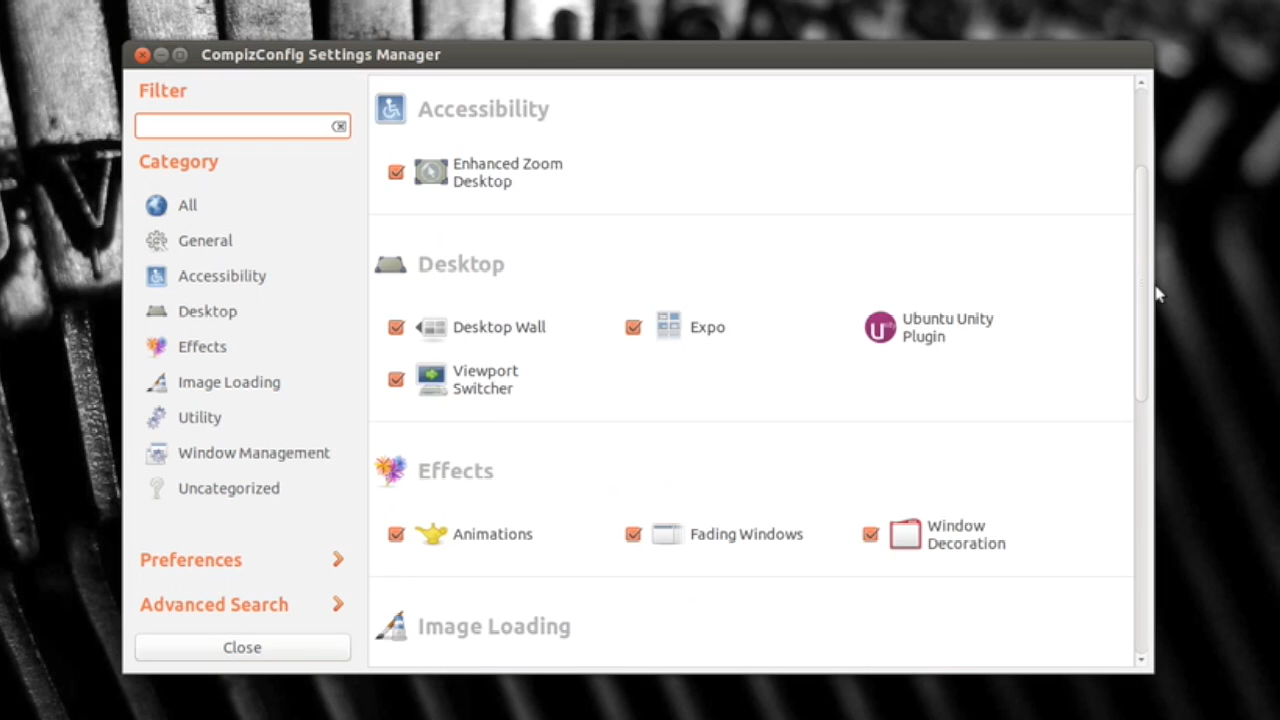 CompizConfig Settings Manager
Filter
Category
All
General
Accessibility
Desktop
Effects
Image Loading
Utility
Window Management
Uncategorized
Preferences
Advanced Search
Close
Accessibility
Enhanced Zoom
Desktop
Desktop
Desktop Wall
Expo
Ubuntu Unity
Plugin
Viewport
Switcher
Effects
Animations
Fading Windows
Window
Decoration
Image Loading